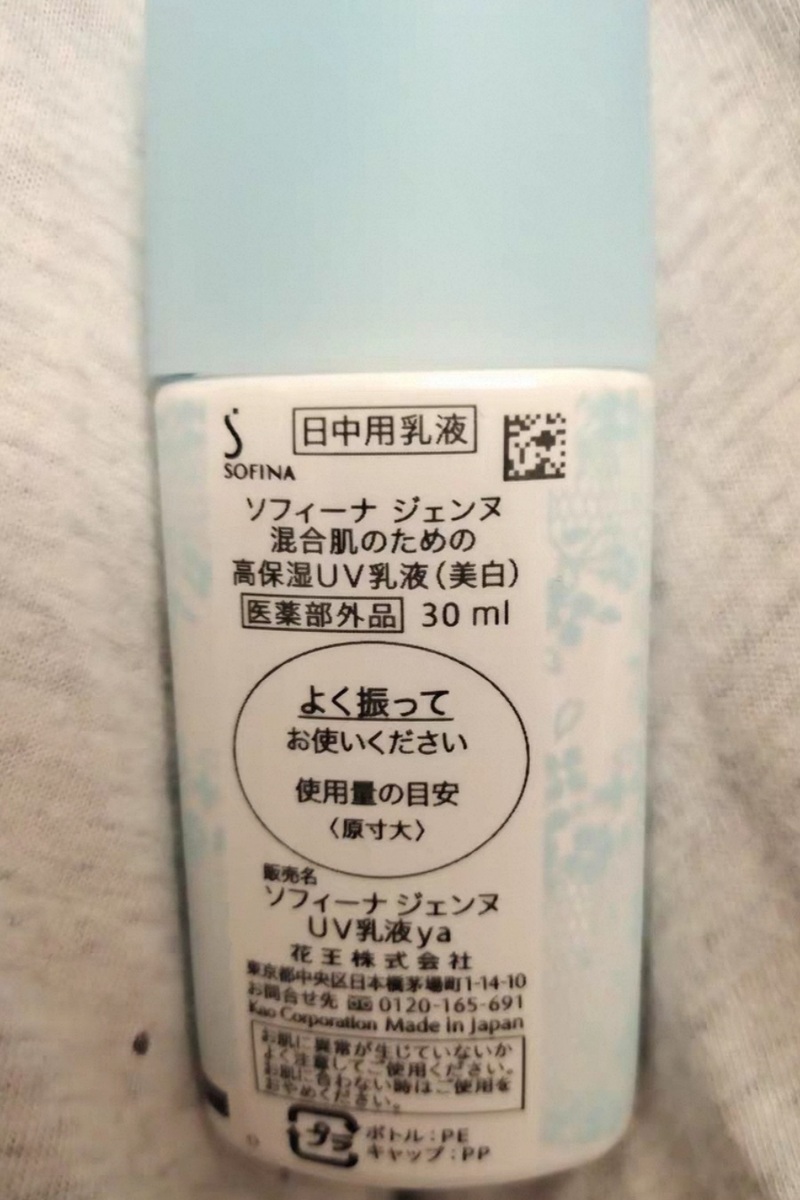 日中用乳液
SOFINA
ソフィーナ ジェンヌ
混合肌のための
高保湿UV乳液(美白)
医薬部外品 30 ml
よく振って
お使いください
使用量の目安
〈原寸大〉
販売名
ソフィーナ ジェンヌ
UV乳液ya
花王株式会社
東京都中央区日本橋茅場町1-14-10
お問合せ先 0120-165-691
Kao Corporation Made in Japan
お肌に異常が生じていないか
よく注意してご使用ください。
お肌に合わない時はご使用を
おやめください。
プラ ボトル:PE
キャップ:PP